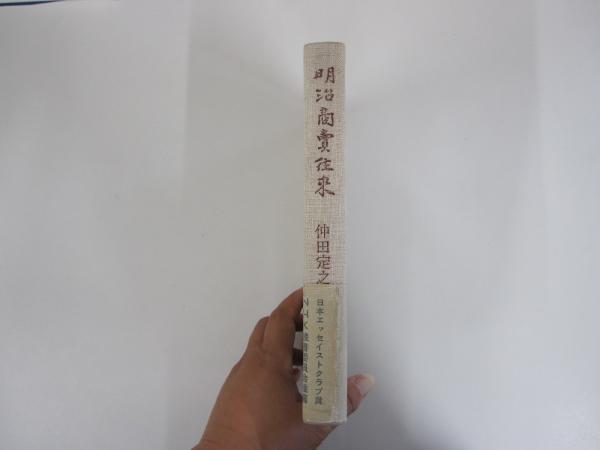 明治商賣往來
仲田定之
日本エッセイストクラブ賞
NHK